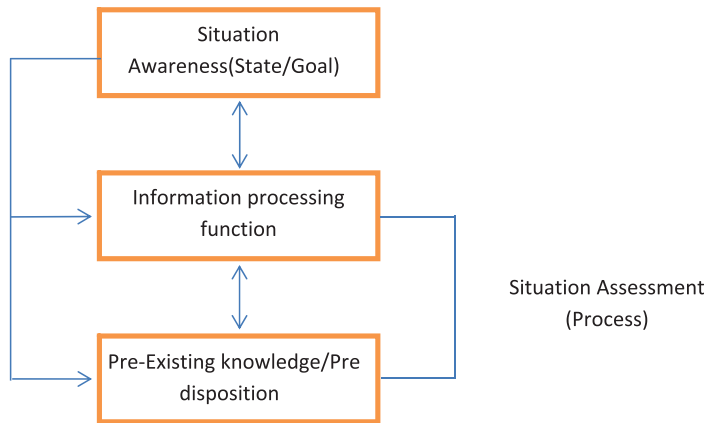 Situation
Awareness(State/Goal)
Information processing
function
Situation Assessment
(Process)
Pre-Existing knowledge/Pre
disposition